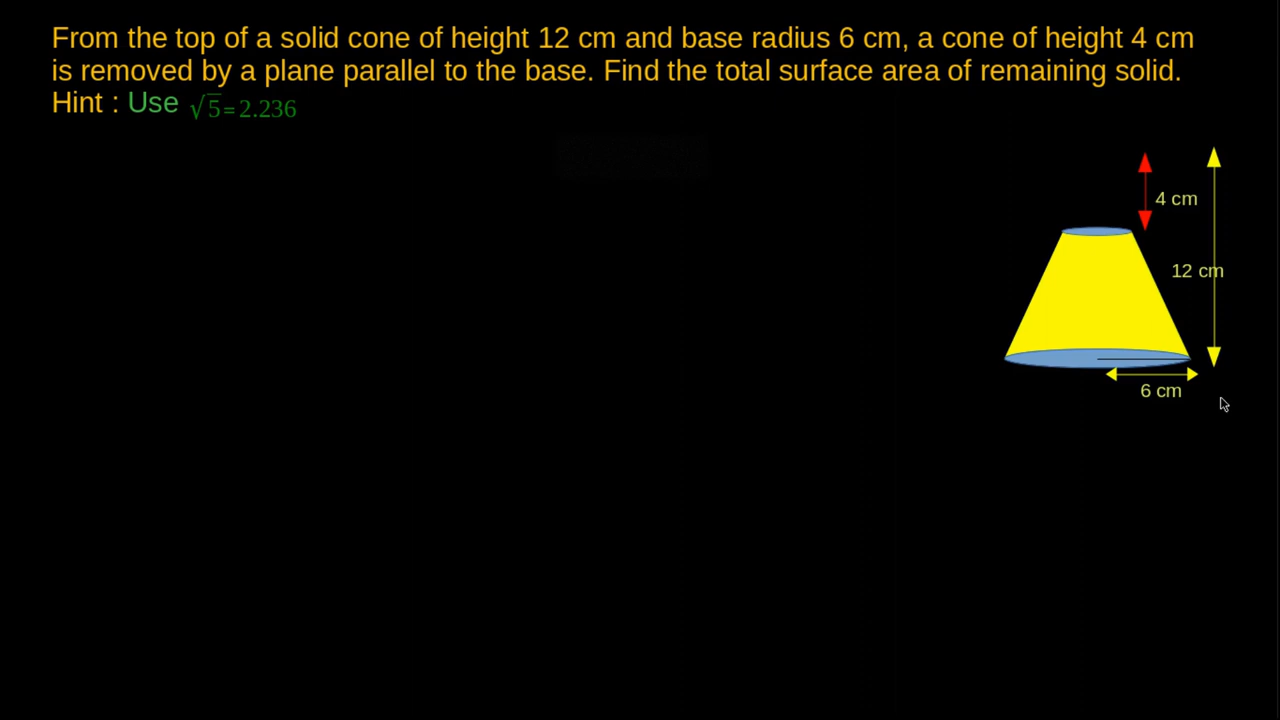 From the top of a solid cone of height 12 cm and base radius 6 cm, a cone of height 4 cm
is removed by a plane parallel to the base. Find the total surface area of remaining solid.
Hint : Use √5=2.236
4 cm
12 cm
6 cm